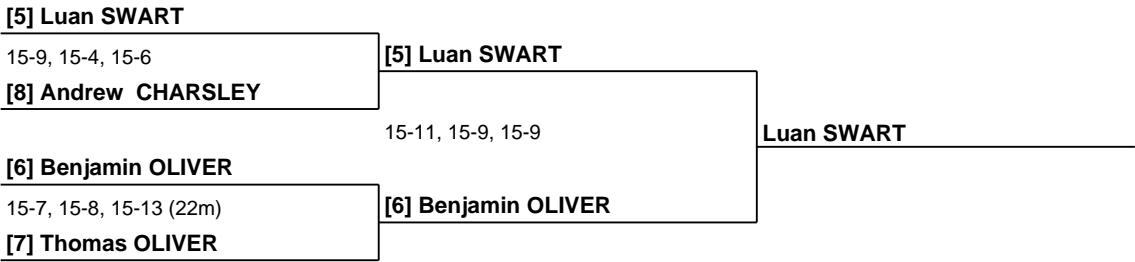 [5] Luan SWART
15-9, 15-4, 15-6
[8] Andrew CHARSLEY
[5] Luan SWART
15-11, 15-9, 15-9
Luan SWART
[6] Benjamin OLIVER
15-7, 15-8, 15-13 (22m)
[7] Thomas OLIVER
[6] Benjamin OLIVER